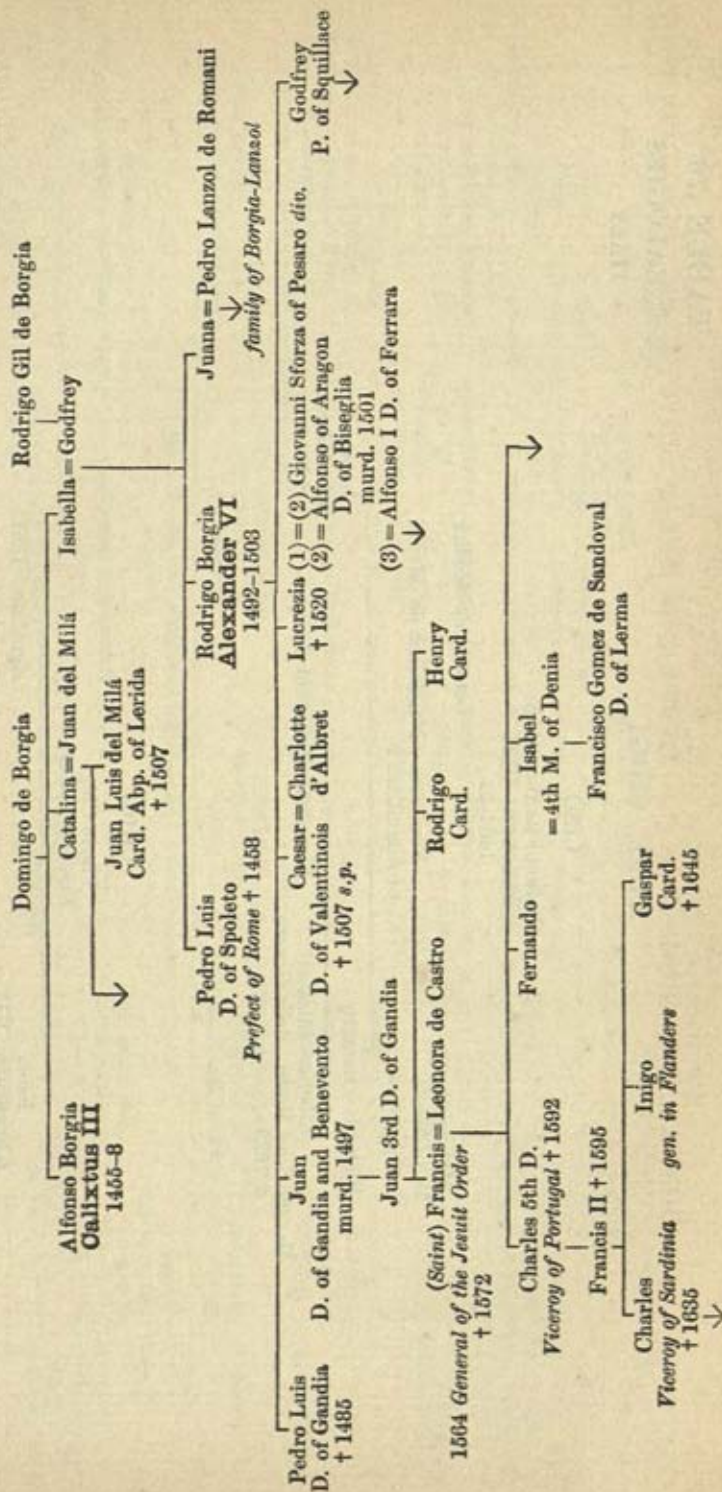 Domingo de Borgia
Rodrigo Gil de Borgia
Alfonso Borgia
Calixtus III
1455-8
Catalina=Juan del Milá
Isabella=Godfrey
Juan Luis del Milá
Card. Abp. of Lerida
†1507
Pedro Luis
D. of Spoleto
Prefect of Rome †1458
Rodrigo Borgia
Alexander VI
1492–1503
Juana=Pedro Lanzol de Romani
family of Borgia-Lanzol
Pedro Luis
D. of Gandia
†1485
Juan
D. of Gandia and Benevento
murd. 1497
Caesar=Charlotte
D. of Valentinois d'Albret
†1507 s.p.
Lucrezia (1)=(2) Giovanni Sforza of Pesaro div.
†1520 (2)=Alfonso of Aragon
D. of Biseglia
murd. 1501
(3)=Alfonso I D. of Ferrara
Godfrey
P. of Squillace
Juan 3rd D. of Gandia
(Saint) Francis=Leonora de Castro
1564 General of the Jesuit Order
†1572
Rodrigo
Card.
Henry
Card.
Charles 5th D.
Viceroy of Portugal †1592
Fernando
Isabel
=4th M. of Denia
Francis II †1595
Francisco Gomez de Sandoval
D. of Lerma
Charles
Viceroy of Sardinia
†1635
Inigo
gen. in Flanders
Gaspar
Card.
†1645